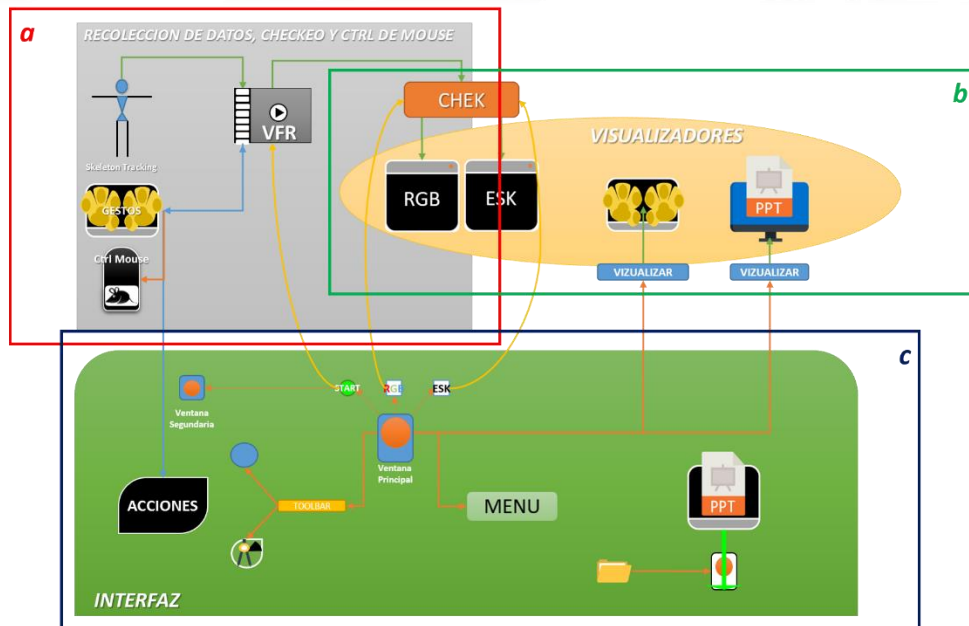 a
RECOLECCION DE DATOS, CHECKEO Y CTRL DE MOUSE
b
CHEK
VISUALIZADORES
VFR
Skeleton Tracking
RGB
ESK
PPT
GESTOS
Ctrl Mouse
VIZUALIZAR
VIZUALIZAR
c
START
RGB
ESK
Ventana
Segundaria
Ventana
Principal
PPT
ACCIONES
TOOLBAR
MENU
INTERFAZ